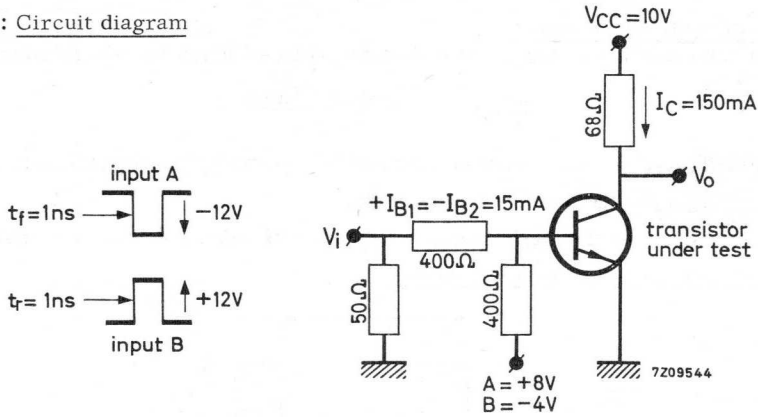 : Circuit diagram
VCC=10V
68Ω
IC=150mA
Vo
input A
tf=1ns
−12V
tr=1ns
+12V
input B
+IB1=−IB2=15mA
Vi
400Ω
50Ω
400Ω
transistor
under test
A=+8V
B=−4V
7Z09544